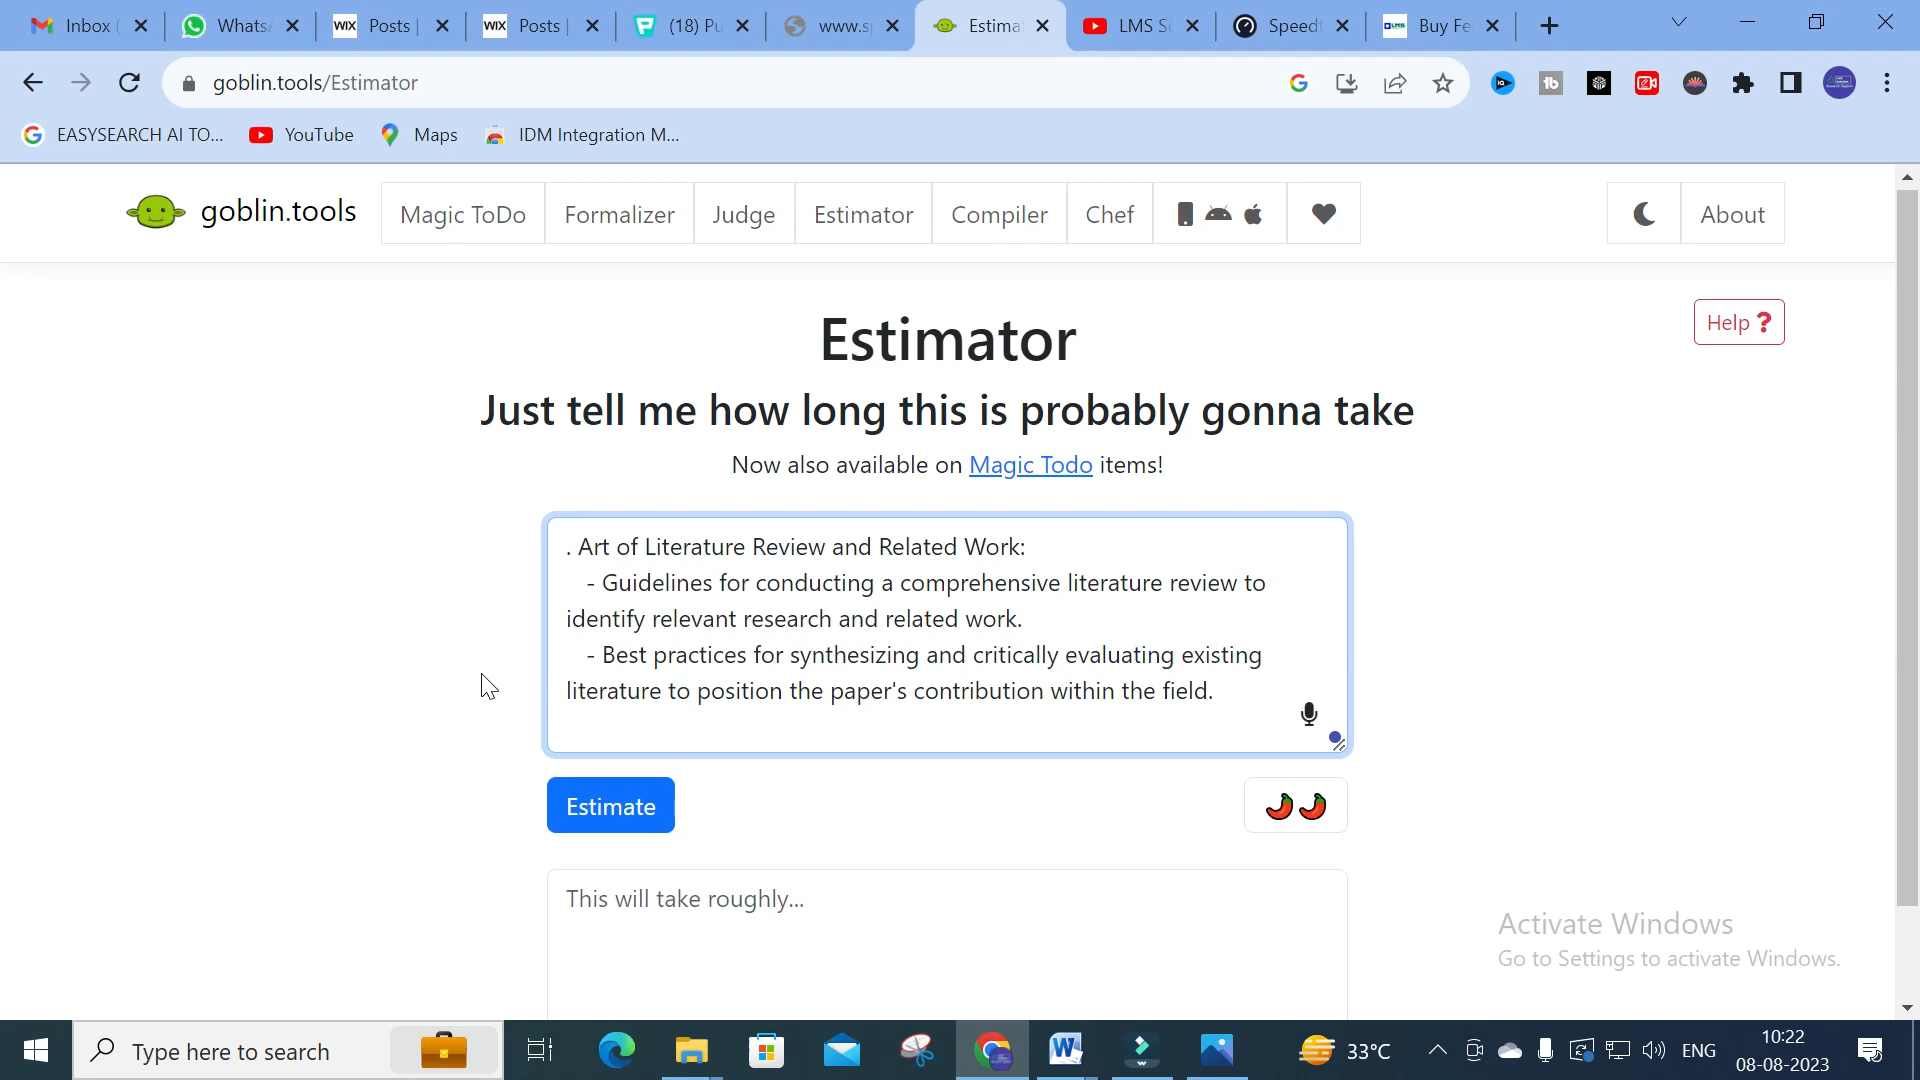 Inbox (
Whats
WIX Posts |
WIX Posts |
(18) Pu
www.s
Estima
LMS S
Speed
Buy Fe
goblin.tools/Estimator
EASYSEARCH AI TO...
YouTube
Maps
IDM Integration M...
goblin.tools
Magic ToDo
Formalizer
Judge
Estimator
Compiler
Chef
About
Help ?
Estimator
Just tell me how long this is probably gonna take
Now also available on Magic Todo items!
. Art of Literature Review and Related Work:
- Guidelines for conducting a comprehensive literature review to
identify relevant research and related work.
- Best practices for synthesizing and critically evaluating existing
literature to position the paper's contribution within the field.
Estimate
This will take roughly...
Activate Windows
Go to Settings to activate Windows.
Type here to search
33°C
ENG
10:22
08-08-2023